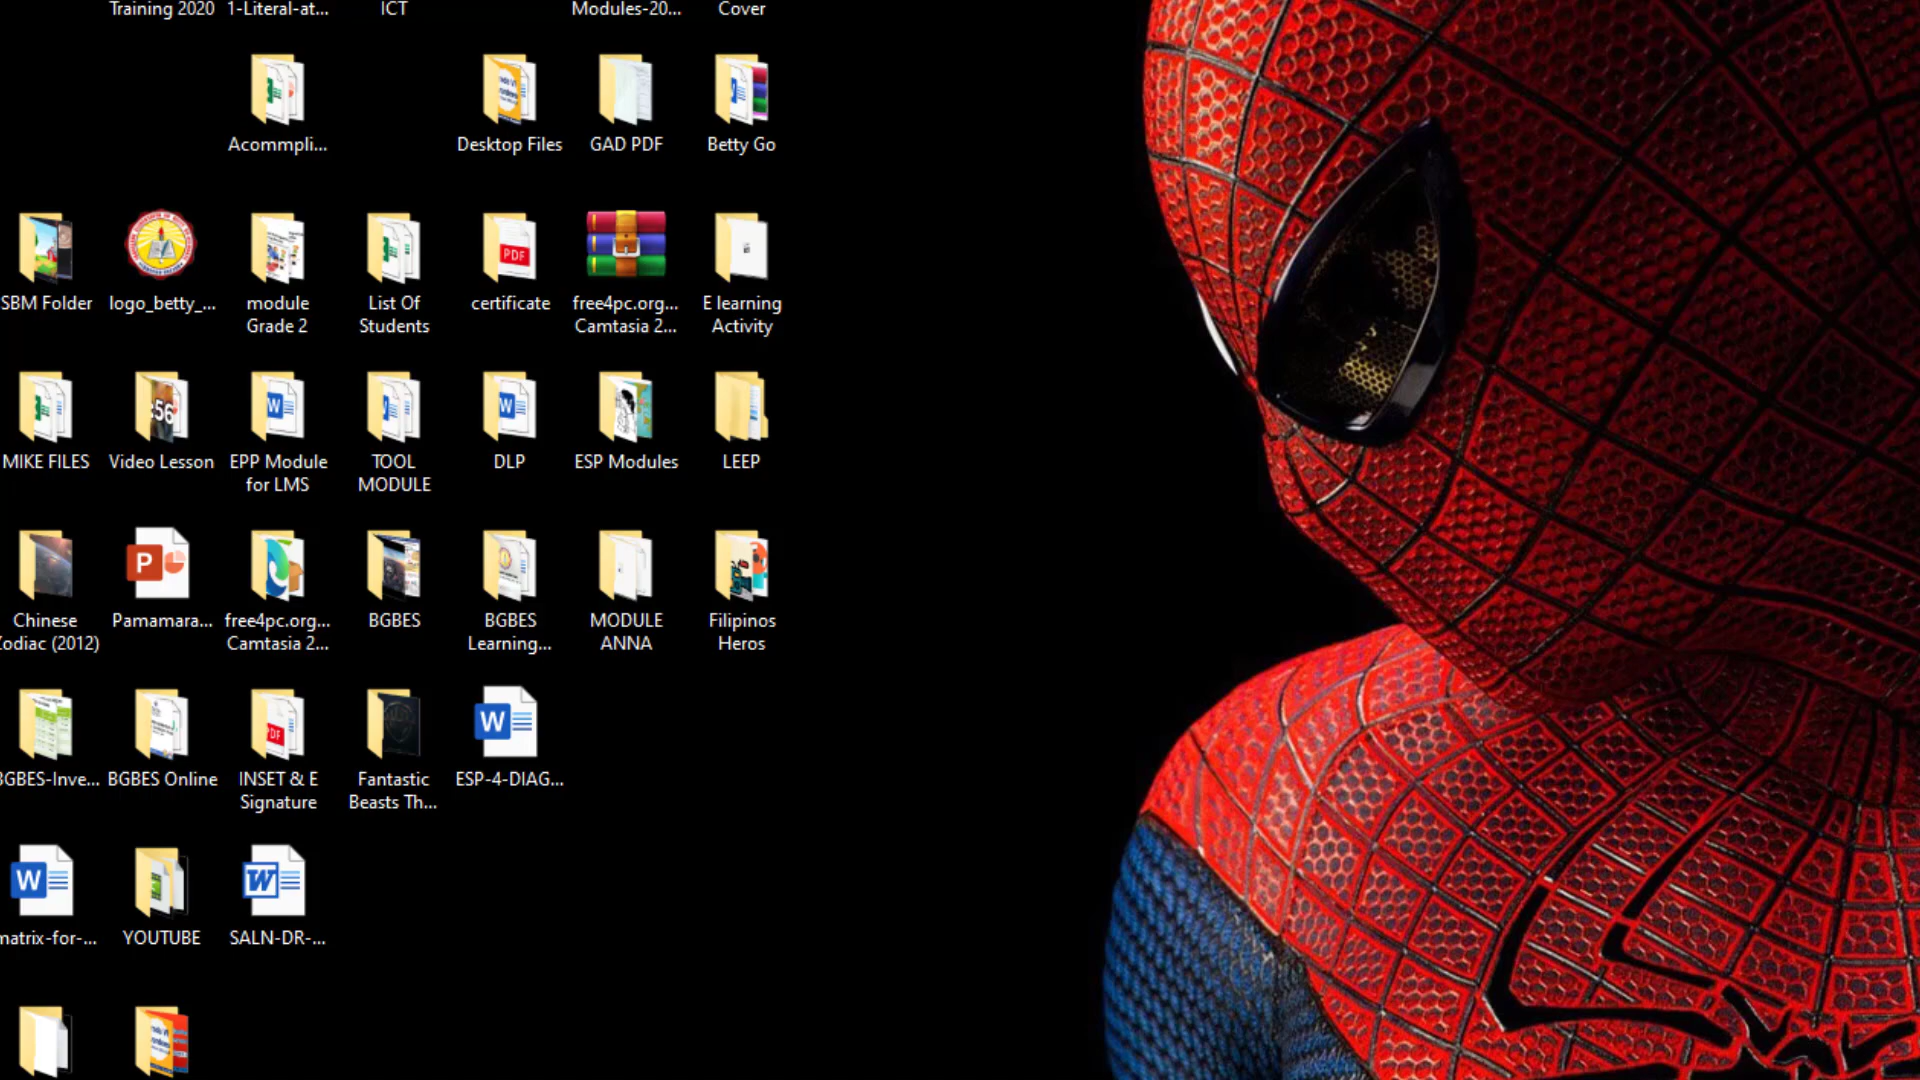 Training 2020
1-Literal-at...
ICT
Modules-20...
Cover
Acommpli...
Desktop Files
GAD PDF
Betty Go
SBM Folder
logo_betty_...
module
Grade 2
List Of
Students
PDF
certificate
free4pc.org...
Camtasia 2...
E learning
Activity
MIKE FILES
:56
Video Lesson
W
EPP Module
for LMS
TOOL
MODULE
W
DLP
ESP Modules
LEEP
Chinese
Zodiac (2012)
P
Pamamara...
free4pc.org...
Camtasia 2...
BGBES
BGBES
Learning...
MODULE
ANNA
Filipinos
Heros
BGBES-Inve...
BGBES Online
PDF
INSET & E
Signature
Fantastic
Beasts Th...
W
ESP-4-DIAG...
W
matrix-for-...
YOUTUBE
W
SALN-DR-...